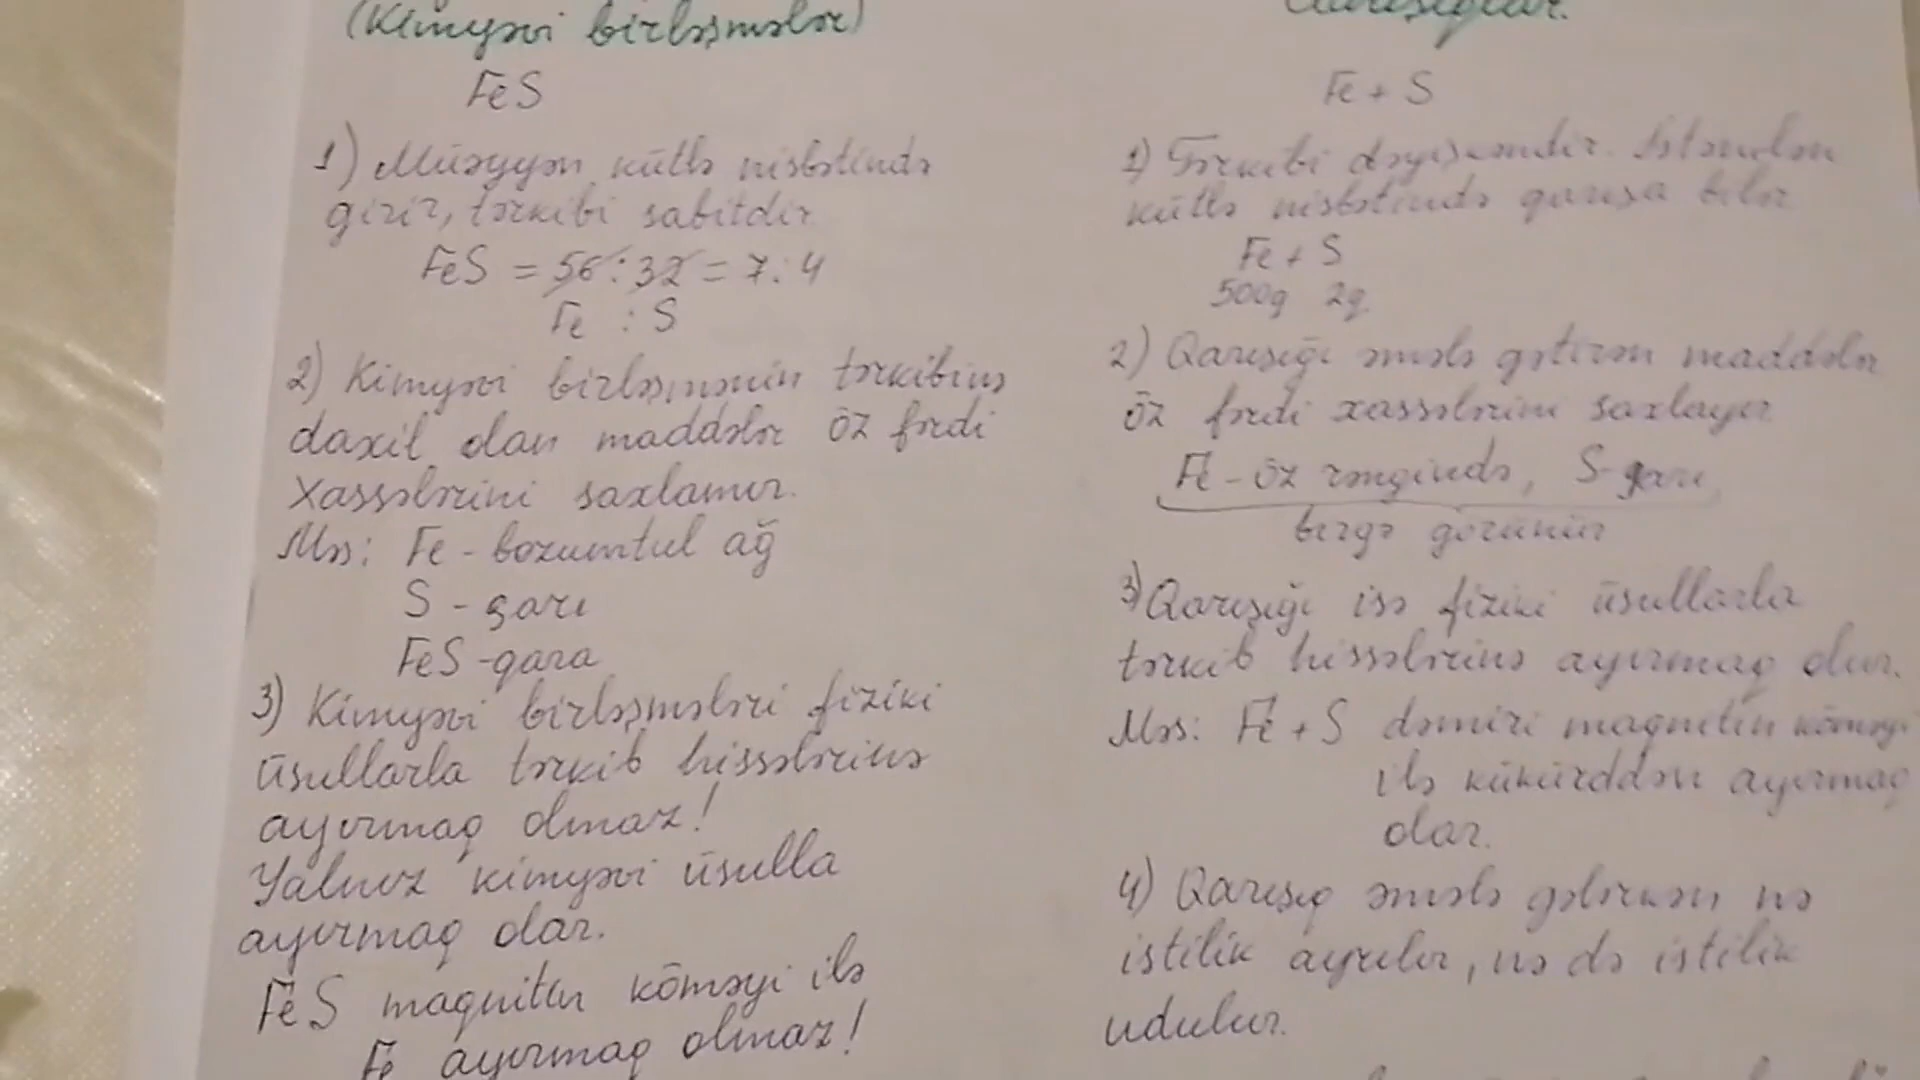 (Kimyəvi birləşmələr)
FeS
1) Müəyyən kütlə nisbətində
girir, tərkibi sabitdir
FeS = 56 : 32 = 7 : 4
Fe : S
2) Kimyəvi birləşmənin tərkibinə
daxil olan maddələr öz fərdi
xassələrini saxlamır.
Məs: Fe - bozumtul ağ
S - sarı
FeS - qara
3) Kimyəvi birləşmələri fiziki
üsullarla tərkib hissələrinə
ayırmaq olmaz!
Yalnız kimyəvi üsulla
ayırmaq olar.
FeS maqnitin köməyi ilə
Fe ayırmaq olmaz!
Qarışıqlar.
Fe + S
1) Tərkibi dəyişkəndir. İstənilən
kütlə nisbətində qarışa bilər
Fe + S
500q 2q
2) Qarışığı əmələ gətirən maddələr
öz fərdi xassələrini saxlayır
Fe - öz rəngində, S - sarı
birgə görünür
3) Qarışığı isə fiziki üsullarla
tərkib hissələrinə ayırmaq olur.
Məs: Fe + S dəmiri maqnitin köməyi
ilə kükürddən ayırmaq
olar.
4) Qarışıq əmələ gələrkən nə
istilik ayrılır, nə də istilik
udulur.